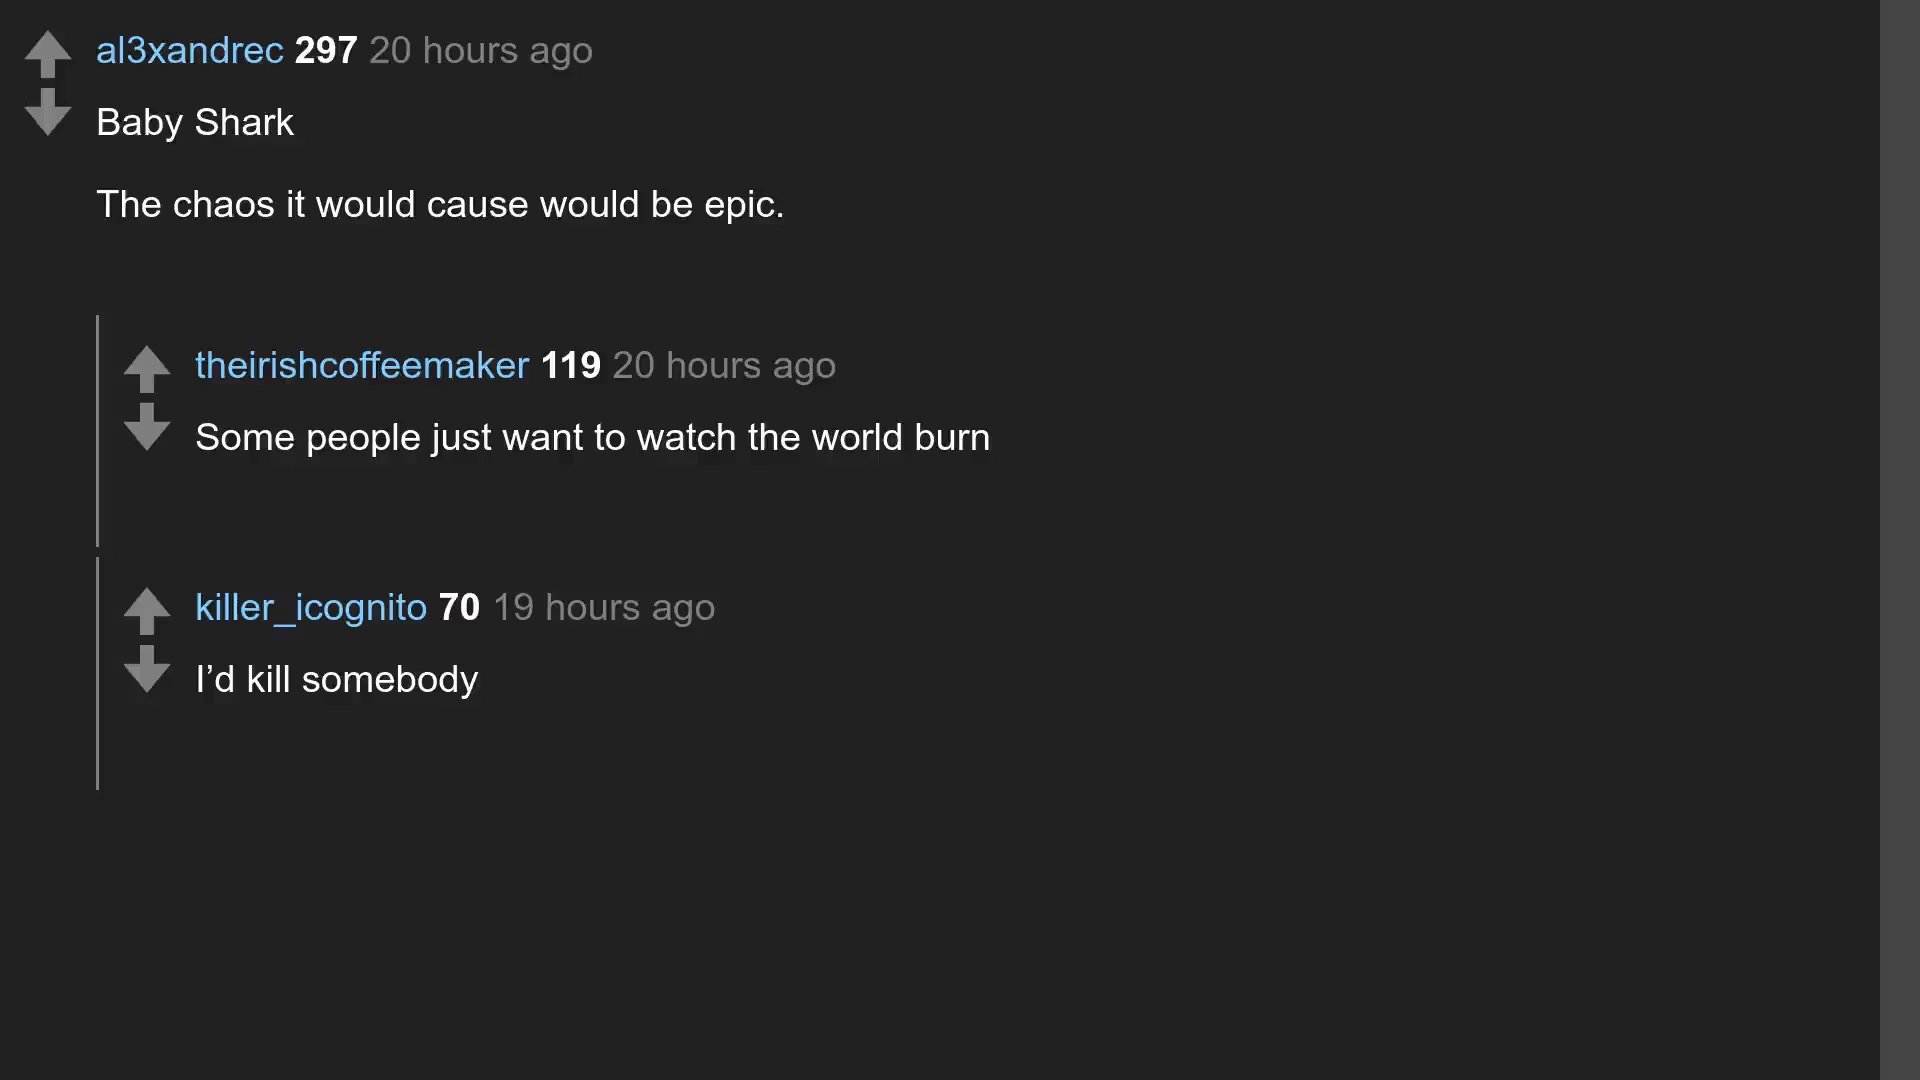 al3xandrec 297 20 hours ago
Baby Shark
The chaos it would cause would be epic.
theirishcoffeemaker 119 20 hours ago
Some people just want to watch the world burn
killer_icognito 70 19 hours ago
I’d kill somebody